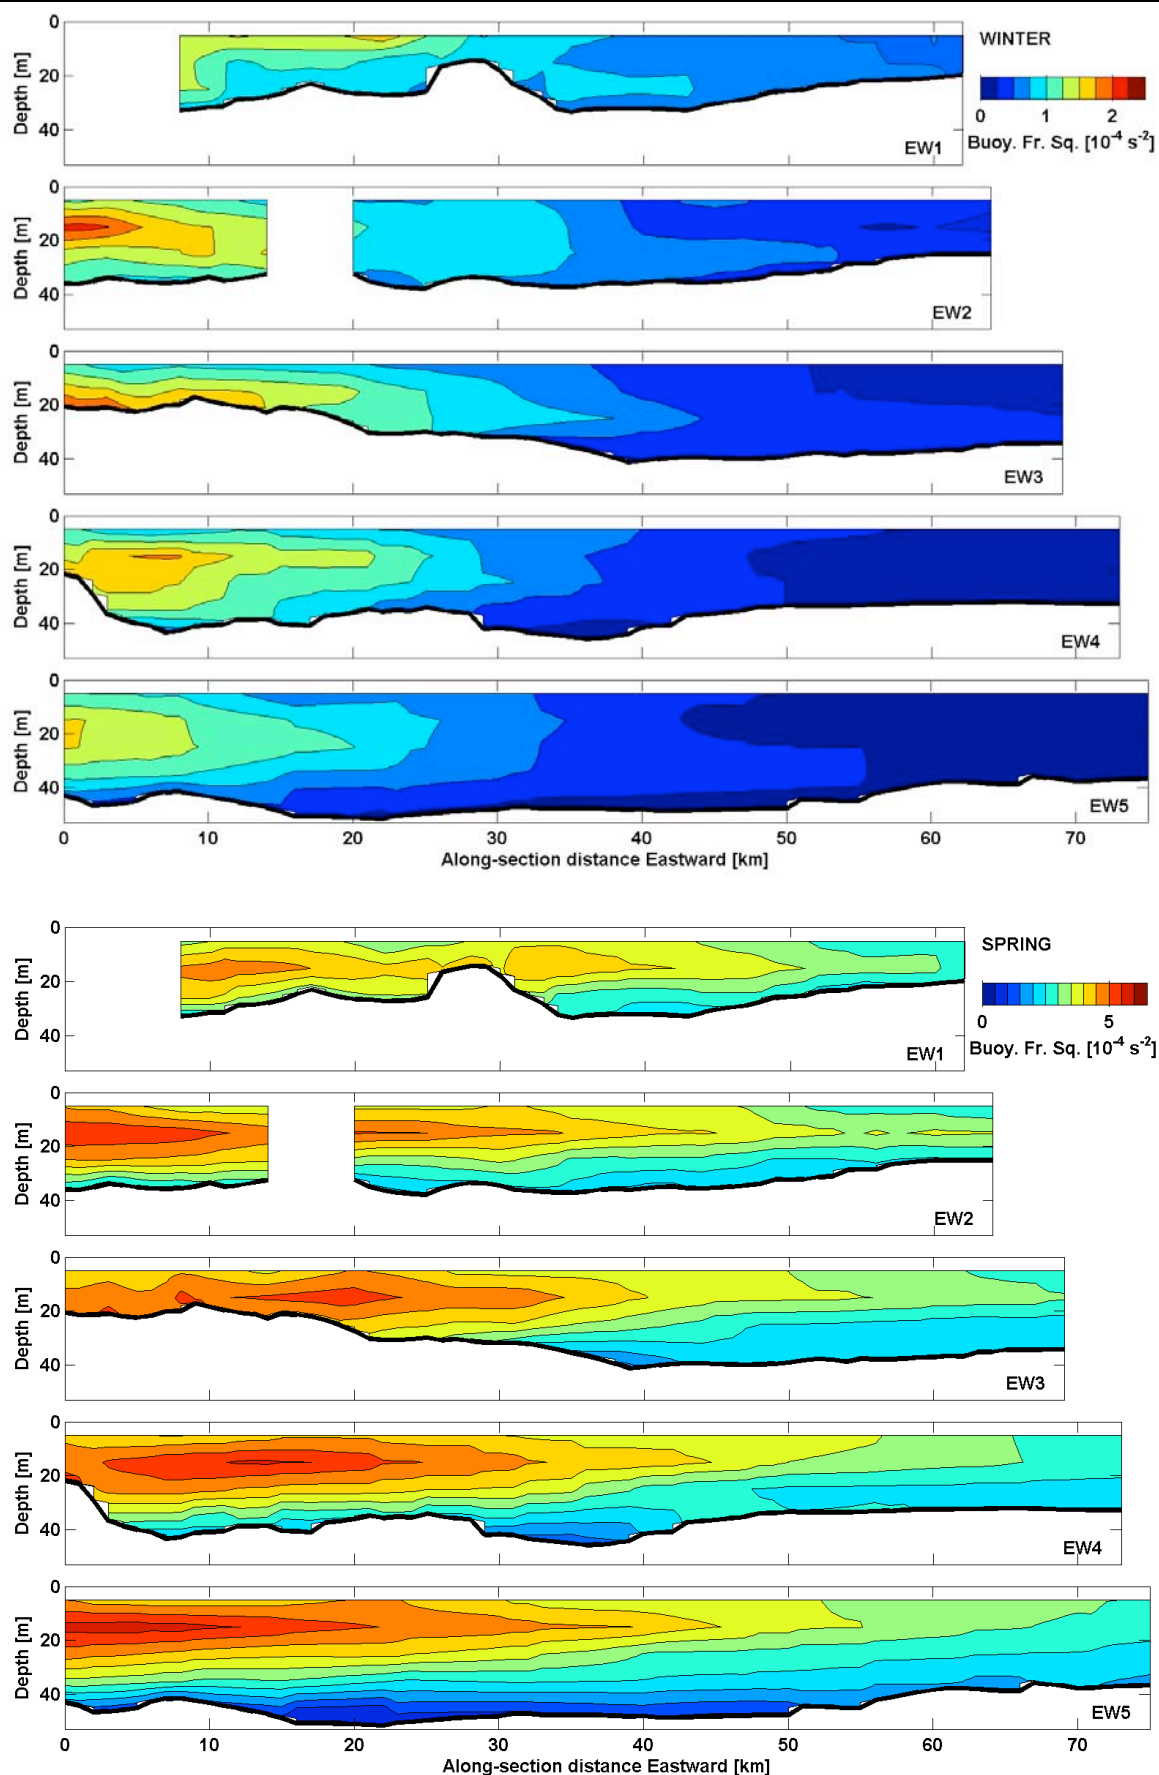 0
20
40
Depth [m]
EW1
WINTER
0 1 2
Buoy. Fr. Sq. [10⁻⁴ s⁻²]
0
20
40
Depth [m]
EW2
0
20
40
Depth [m]
EW3
0
20
40
Depth [m]
EW4
0
20
40
Depth [m]
EW5
0 10 20 30 40 50 60 70
Along-section distance Eastward [km]
0
20
40
Depth [m]
EW1
SPRING
0 5
Buoy. Fr. Sq. [10⁻⁴ s⁻²]
0
20
40
Depth [m]
EW2
0
20
40
Depth [m]
EW3
0
20
40
Depth [m]
EW4
0
20
40
Depth [m]
EW5
0 10 20 30 40 50 60 70
Along-section distance Eastward [km]